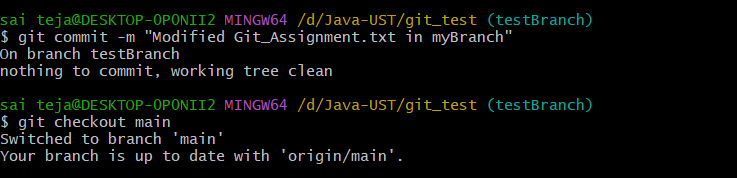 sai teja@DESKTOP-OPONII2 MINGW64 /d/Java-UST/git_test (testBranch)
$ git commit -m "Modified Git_Assignment.txt in myBranch"
On branch testBranch
nothing to commit, working tree clean
sai teja@DESKTOP-OPONII2 MINGW64 /d/Java-UST/git_test (testBranch)
$ git checkout main
Switched to branch 'main'
Your branch is up to date with 'origin/main'.